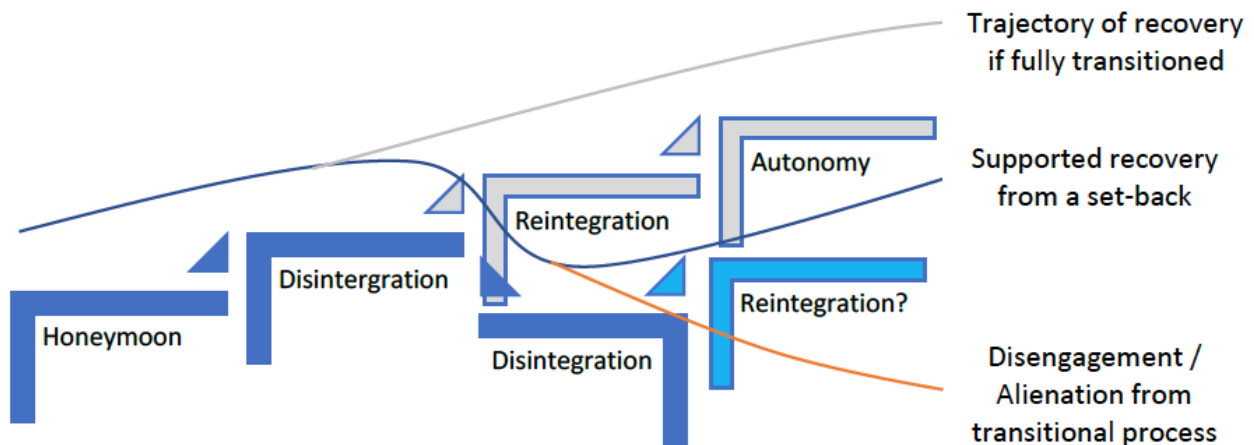 Trajectory of recovery
if fully transitioned
Autonomy
Supported recovery
from a set-back
Reintegration
Disintergration
Honeymoon
Reintegration?
Disintegration
Disengagement /
Alienation from
transitional process